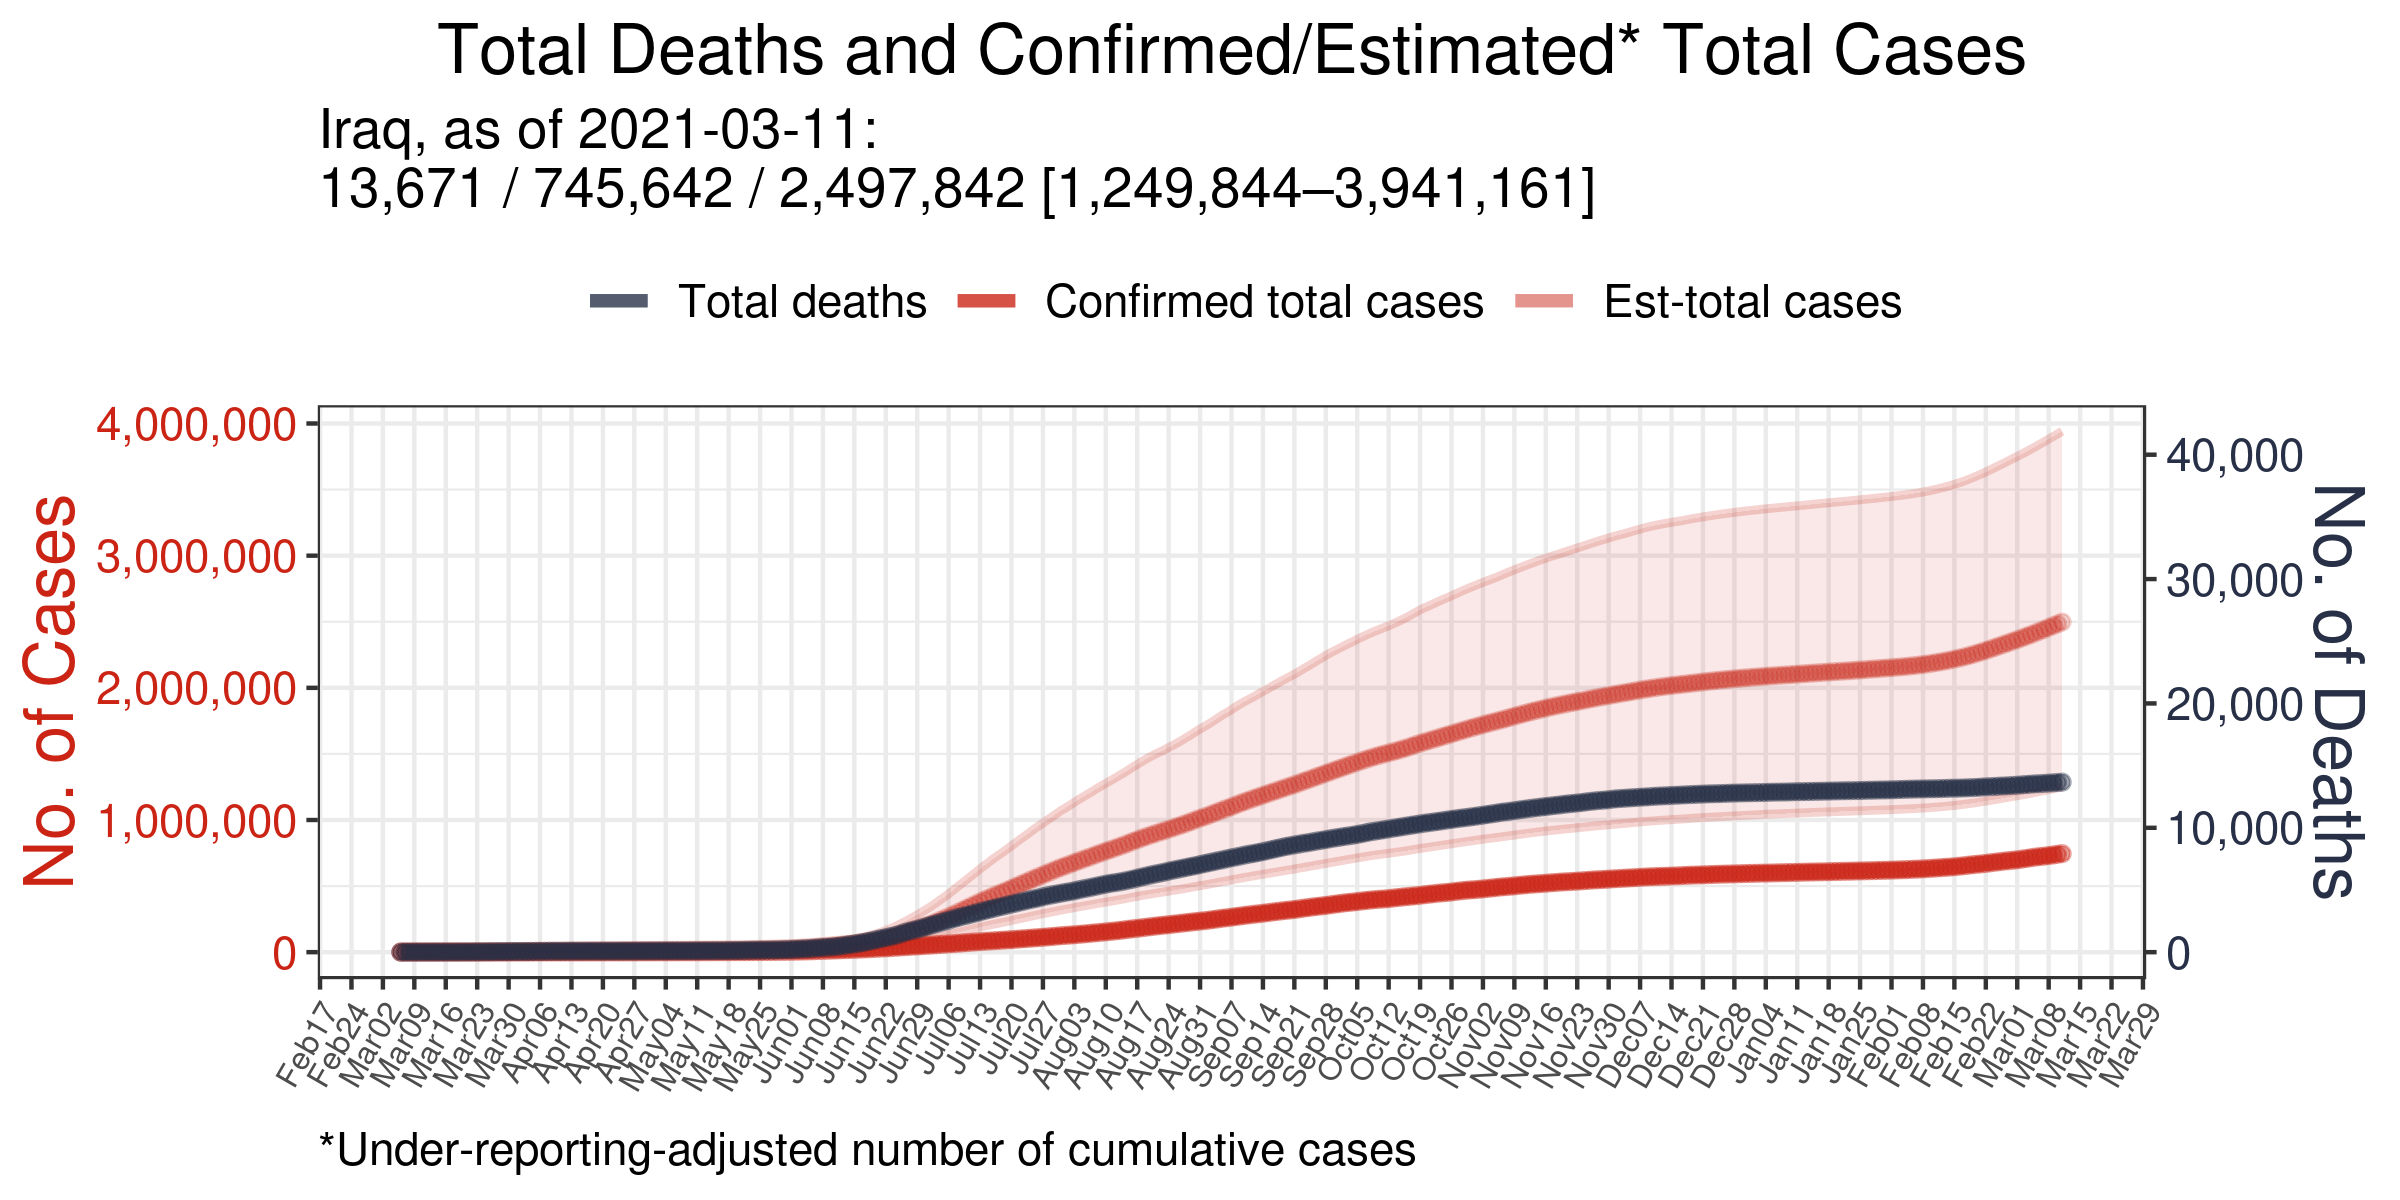 Total Deaths and Confirmed/Estimated* Total Cases
Iraq, as of 2021-03-11:
13,671 / 745,642 / 2,497,842 [1,249,844–3,941,161]
Total deaths
Confirmed total cases
Est-total cases
No. of Cases
4,000,000
3,000,000
2,000,000
1,000,000
0
40,000
30,000
20,000
10,000
0
No. of Deaths
Feb17
Feb24
Mar02
Mar09
Mar16
Mar23
Mar30
Apr06
Apr13
Apr20
Apr27
May04
May11
May18
May25
Jun01
Jun08
Jun15
Jun22
Jun29
Jul06
Jul13
Jul20
Jul27
Aug03
Aug10
Aug17
Aug24
Aug31
Sep07
Sep14
Sep21
Sep28
Oct05
Oct12
Oct19
Oct26
Nov02
Nov09
Nov16
Nov23
Nov30
Dec07
Dec14
Dec21
Dec28
Jan04
Jan11
Jan18
Jan25
Feb01
Feb08
Feb15
Feb22
Mar01
Mar08
Mar15
Mar22
Mar29
*Under-reporting-adjusted number of cumulative cases